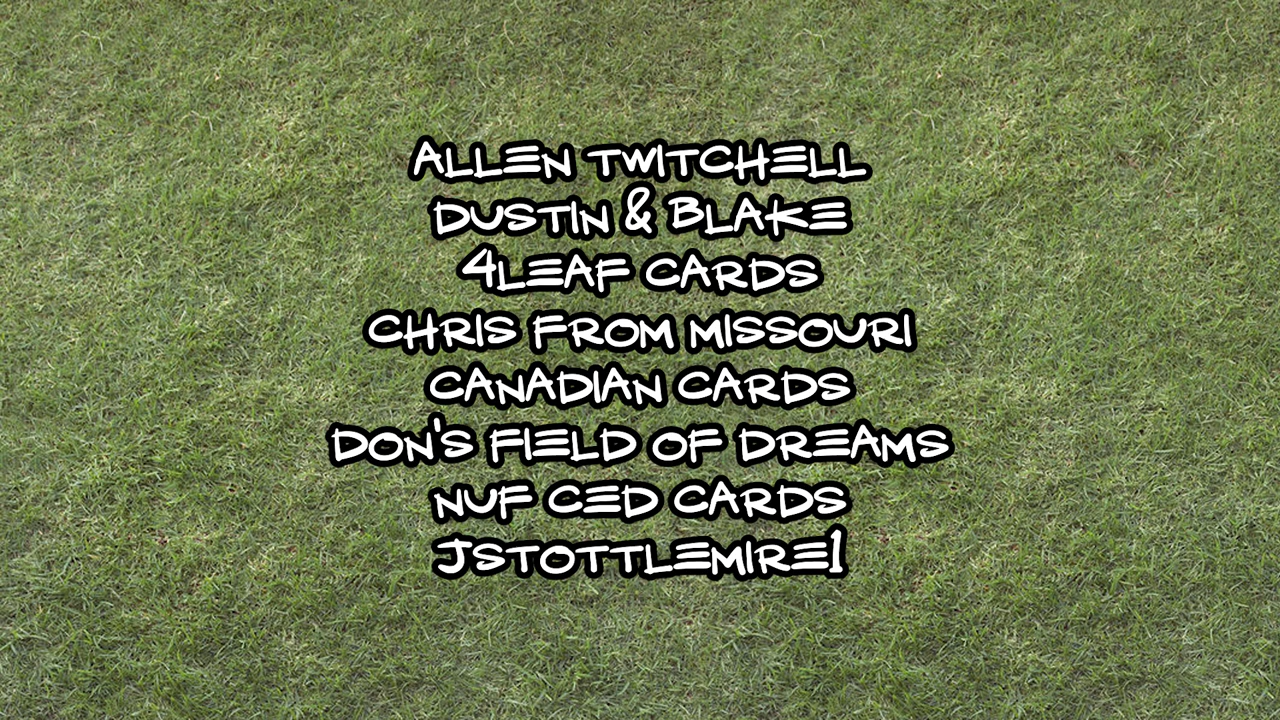 ALLEN TWITCHELL
DUSTIN & BLAKE
4LEAF CARDS
CHRIS FROM MISSOURI
CANADIAN CARDS
DON'S FIELD OF DREAMS
NUF CED CARDS
JSTOTTLEMIRE1